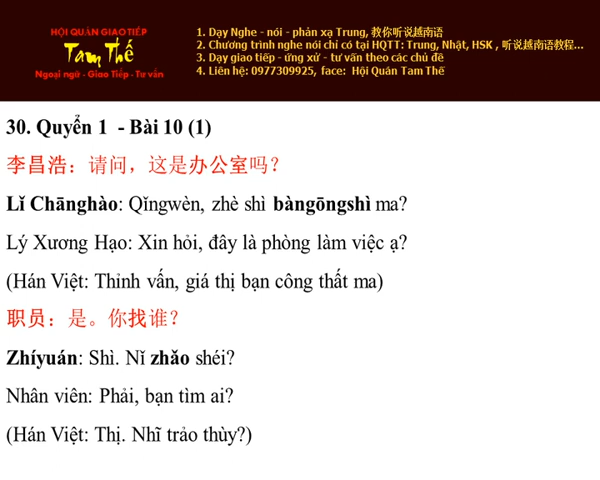 HỘI QUÁN GIAO TIẾP
Tam Thế
Ngoại ngữ - Giao Tiếp - Tư vấn
1. Dạy Nghe - nói - phản xạ Trung, 教你听说越南语
2. Chương trình nghe nói chỉ có tại HQTT: Trung, Nhật, HSK , 听说越南语教程...
3. Dạy giao tiếp - ứng xử - tư vấn theo các chủ đề
4. Liên hệ: 0977309925, face: Hội Quán Tam Thế
30. Quyển 1 - Bài 10 (1)
李昌浩：请问，这是办公室吗？
Lǐ Chānghào: Qǐngwèn, zhè shì bàngōngshì ma?
Lý Xương Hạo: Xin hỏi, đây là phòng làm việc ạ?
(Hán Việt: Thỉnh vấn, giá thị bạn công thất ma)
职员：是。你找谁？
Zhíyuán: Shì. Nǐ zhǎo shéi?
Nhân viên: Phải, bạn tìm ai?
(Hán Việt: Thị. Nhĩ trảo thùy?)